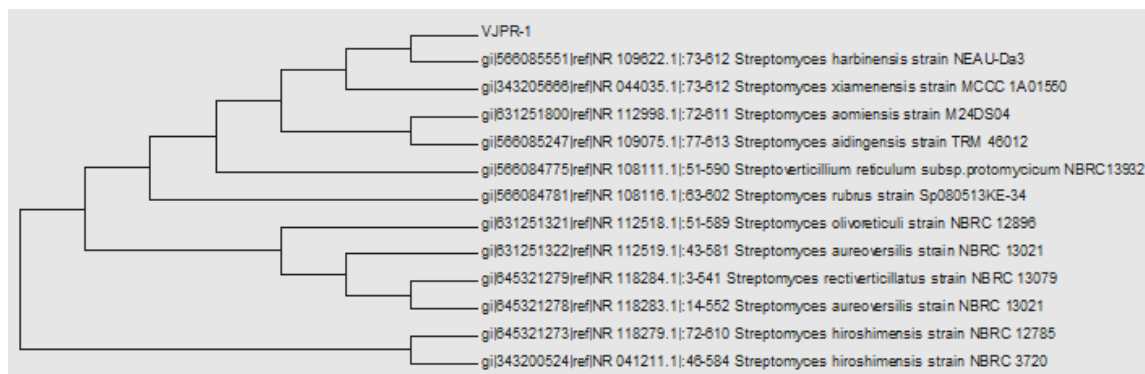 VJPR-1
gi|566085551|ref|NR 109622.1|:73-612 Streptomyces harbinensis strain NEAU-Da3
gi|343205666|ref|NR 044035.1|:73-612 Streptomyces xiamenensis strain MCCC 1A01550
gi|631251800|ref|NR 112998.1|:72-611 Streptomyces aomiensis strain M24DS04
gi|566085247|ref|NR 109075.1|:77-613 Streptomyces aidingensis strain TRM 46012
gi|566084775|ref|NR 108111.1|:51-590 Streptoverticillium reticulum subsp.protomycicum NBRC13932
gi|566084781|ref|NR 108116.1|:63-602 Streptomyces rubrus strain Sp080513KE-34
gi|631251321|ref|NR 112518.1|:51-589 Streptomyces olivoreticuli strain NBRC 12896
gi|631251322|ref|NR 112519.1|:43-581 Streptomyces aureoversilis strain NBRC 13021
gi|645321279|ref|NR 118284.1|:3-541 Streptomyces rectiverticillatus strain NBRC 13079
gi|645321278|ref|NR 118283.1|:14-552 Streptomyces aureoversilis strain NBRC 13021
gi|645321273|ref|NR 118279.1|:72-610 Streptomyces hiroshimensis strain NBRC 12785
gi|343200524|ref|NR 041211.1|:46-584 Streptomyces hiroshimensis strain NBRC 3720